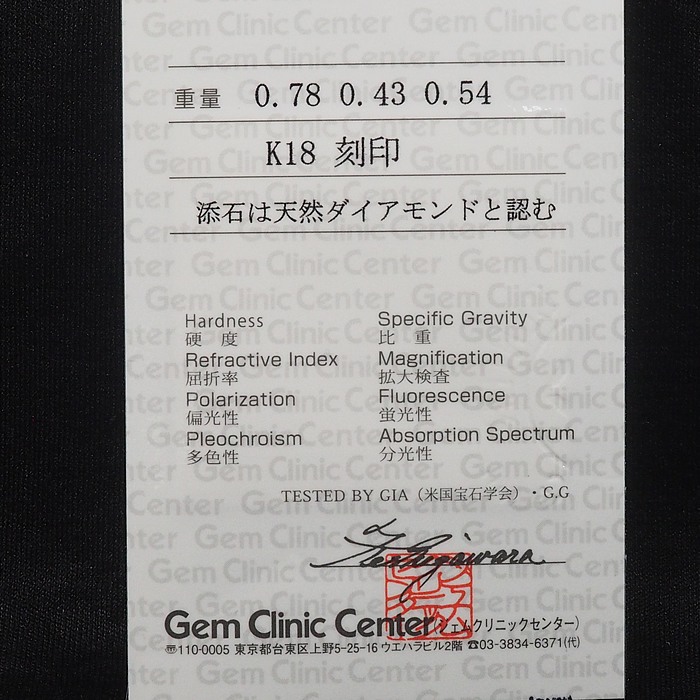 重量 0.78 0.43 0.54
K18 刻印
添石は天然ダイアモンドと認む
Hardness
硬 度
Specific Gravity
比 重
Refractive Index
屈折率
Magnification
拡大検査
Polarization
偏光性
Fluorescence
蛍光性
Pleochroism
多色性
Absorption Spectrum
分光性
TESTED BY GIA（米国宝石学会）・G.G
Gem Clinic Center(ジェムクリニックセンター)
〠110-0005 東京都台東区上野5-25-16 ウエハラビル2階 ☎03-3834-6371(代)